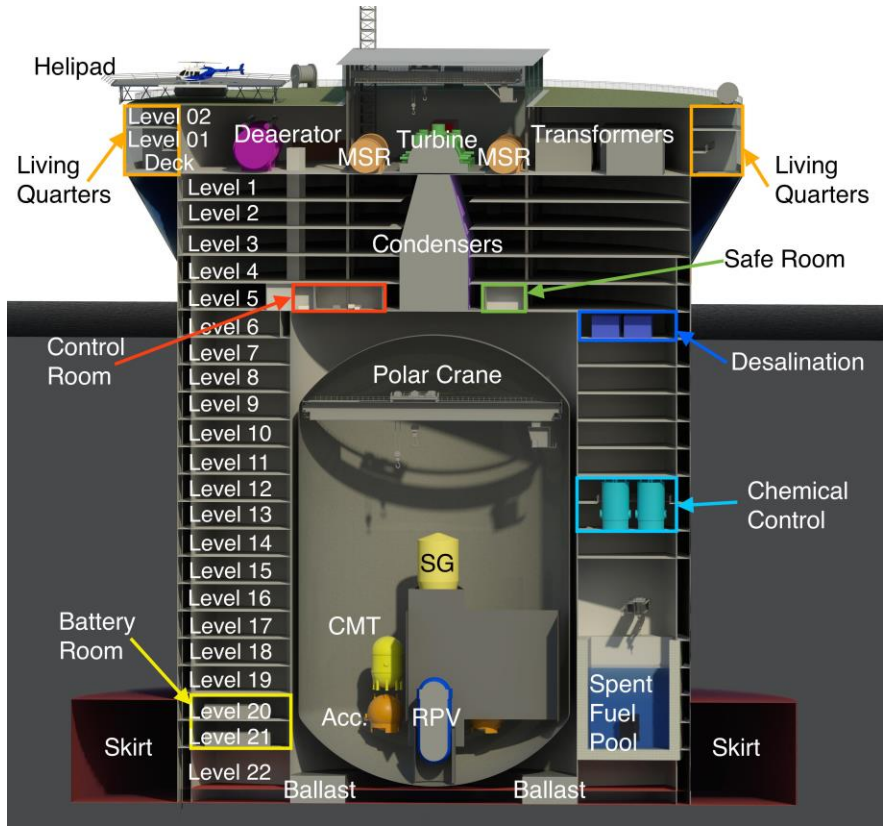 Helipad
Level 02
Level 01
Deck
Deaerator
MSR
Turbine
MSR
Transformers
Living
Quarters
Living
Quarters
Level 1
Level 2
Level 3
Condensers
Level 4
Safe Room
Level 5
Level 6
Control
Room
Level 7
Desalination
Level 8
Polar Crane
Level 9
Level 10
Level 11
Level 12
Chemical
Control
Level 13
Level 14
SG
Level 15
Level 16
Battery
Room
Level 17
CMT
Level 18
Level 19
Level 20
Acc.
RPV
Spent
Fuel
Pool
Level 21
Skirt
Skirt
Level 22
Ballast
Ballast